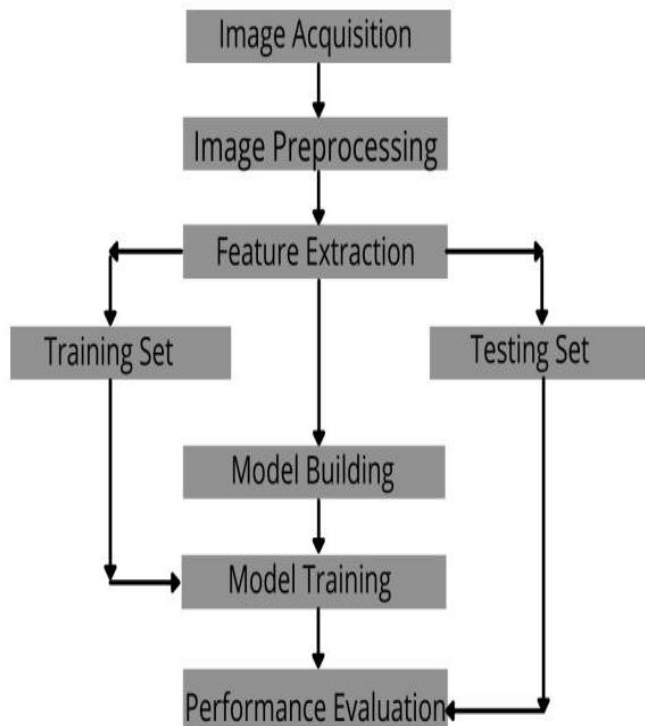 Image Acquisition
Image Preprocessing
Feature Extraction
Training Set
Testing Set
Model Building
Model Training
Performance Evaluation